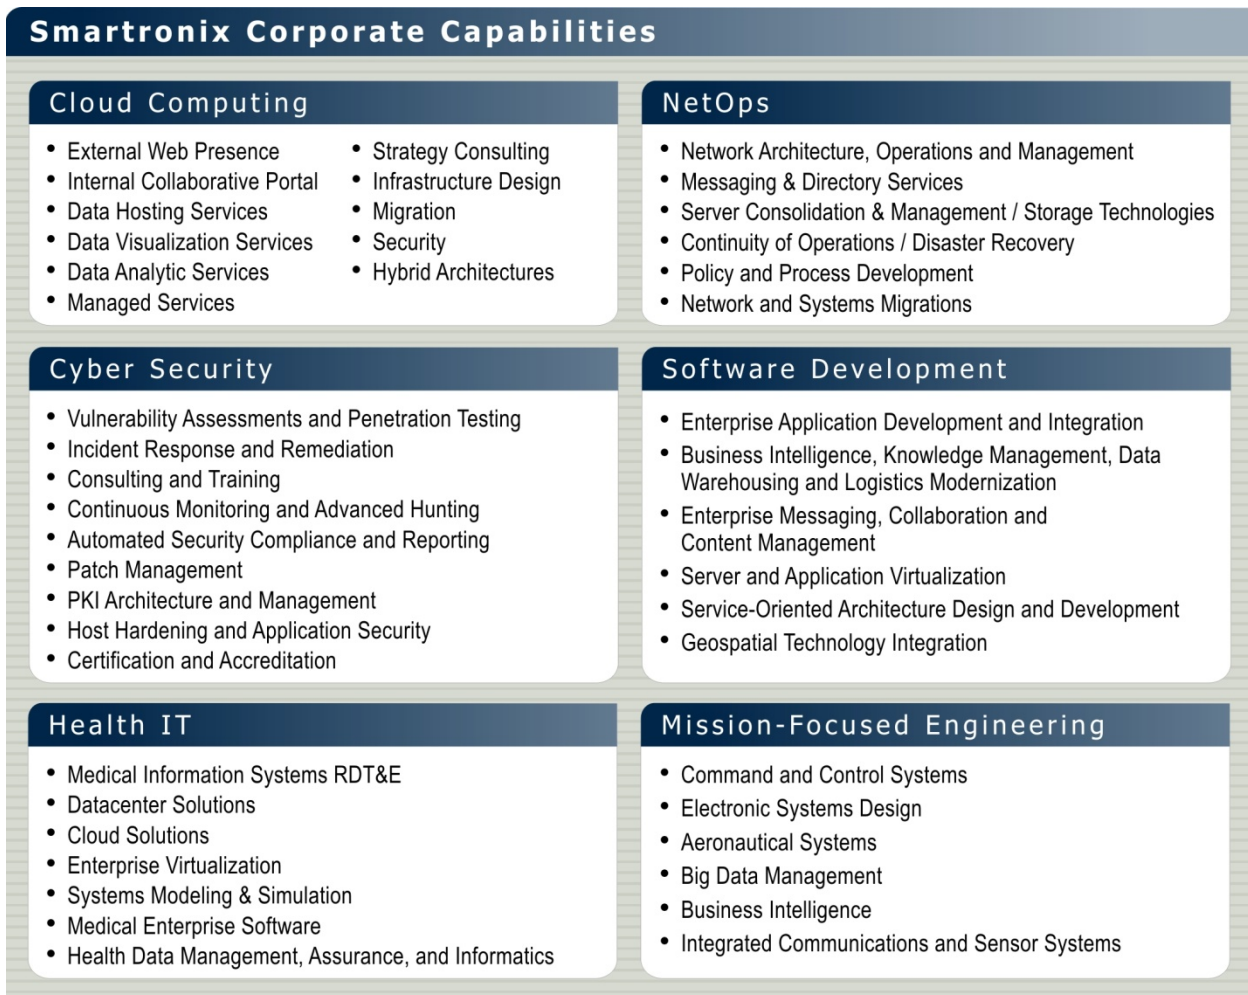 Smartronix Corporate Capabilities
Cloud Computing
• External Web Presence
• Internal Collaborative Portal
• Data Hosting Services
• Data Visualization Services
• Data Analytic Services
• Managed Services
• Strategy Consulting
• Infrastructure Design
• Migration
• Security
• Hybrid Architectures
NetOps
• Network Architecture, Operations and Management
• Messaging & Directory Services
• Server Consolidation & Management / Storage Technologies
• Continuity of Operations / Disaster Recovery
• Policy and Process Development
• Network and Systems Migrations
Cyber Security
• Vulnerability Assessments and Penetration Testing
• Incident Response and Remediation
• Consulting and Training
• Continuous Monitoring and Advanced Hunting
• Automated Security Compliance and Reporting
• Patch Management
• PKI Architecture and Management
• Host Hardening and Application Security
• Certification and Accreditation
Software Development
• Enterprise Application Development and Integration
• Business Intelligence, Knowledge Management, Data
Warehousing and Logistics Modernization
• Enterprise Messaging, Collaboration and
Content Management
• Server and Application Virtualization
• Service-Oriented Architecture Design and Development
• Geospatial Technology Integration
Health IT
• Medical Information Systems RDT&E
• Datacenter Solutions
• Cloud Solutions
• Enterprise Virtualization
• Systems Modeling & Simulation
• Medical Enterprise Software
• Health Data Management, Assurance, and Informatics
Mission-Focused Engineering
• Command and Control Systems
• Electronic Systems Design
• Aeronautical Systems
• Big Data Management
• Business Intelligence
• Integrated Communications and Sensor Systems